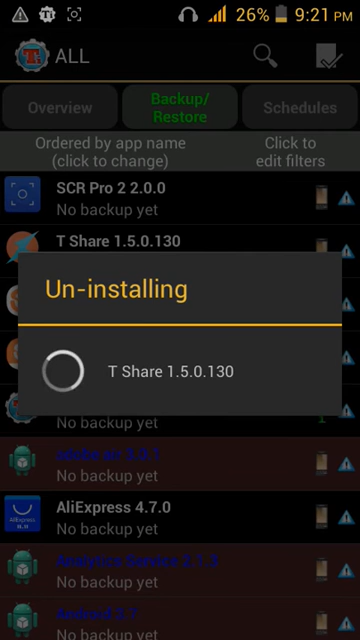 26% 9:21 PM
ALL
Overview
Backup/
Restore
Schedules
Ordered by app name
(click to change)
Click to
edit filters
SCR Pro 2 2.0.0
No backup yet
T Share 1.5.0.130
Un-installing
T Share 1.5.0.130
No backup yet
adobe air 3.0.1
No backup yet
AliExpress 4.7.0
AliExpress
No backup yet
Analytics Service 2.1.3
No backup yet
No backup yet